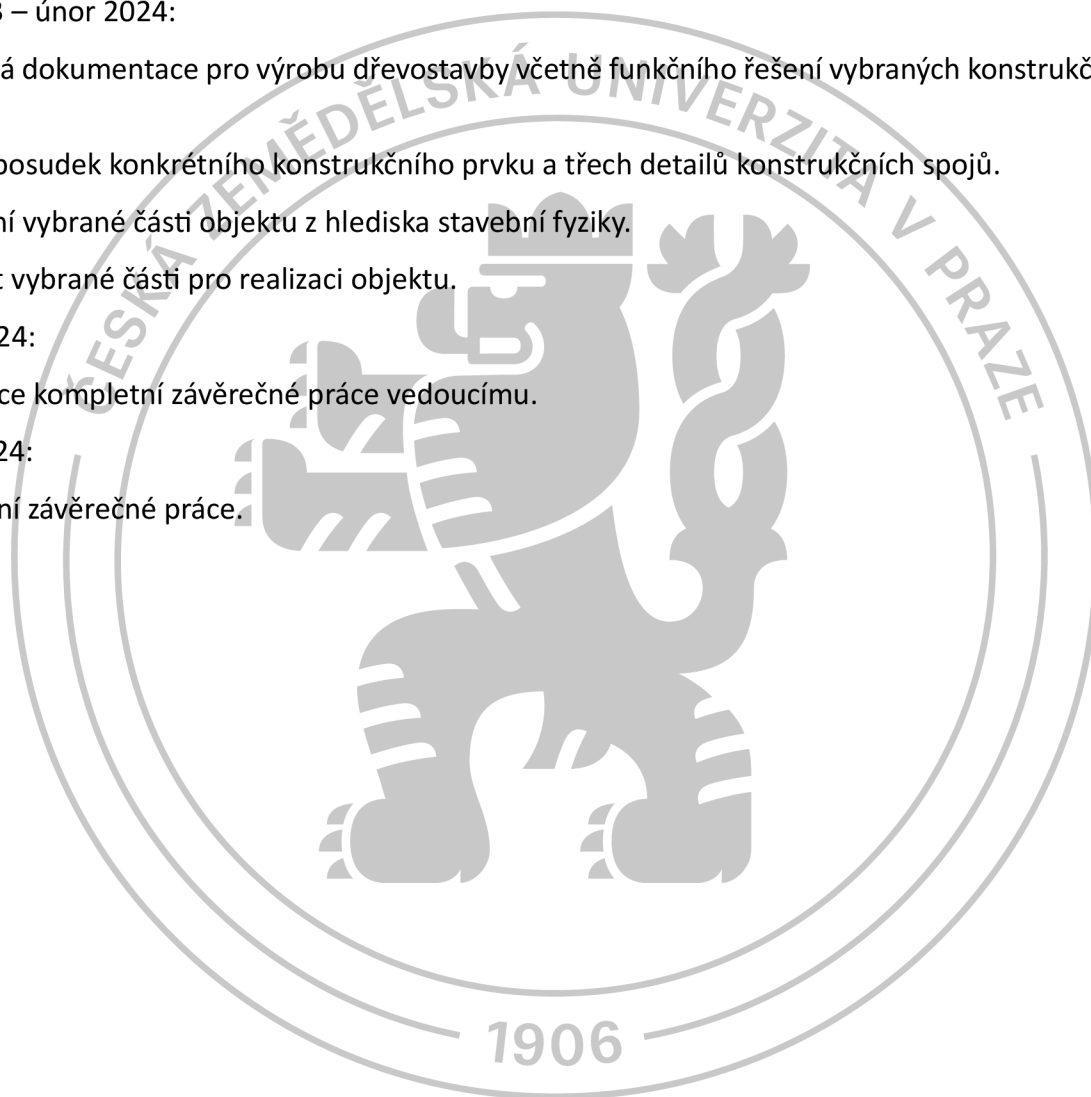 3 – únor 2024:
á dokumentace pro výrobu dřevostavby včetně funkčního řešení vybraných konstrukč
posudek konkrétního konstrukčního prvku a třech detailů konstrukčních spojů.
ní vybrané části objektu z hlediska stavební fyziky.
t vybrané části pro realizaci objektu.
24:
ce kompletní závěrečné práce vedoucímu.
24:
ní závěrečné práce.
ČESKÁ ZEMĚDĚLSKÁ UNIVERZITA V PRAZE
1906